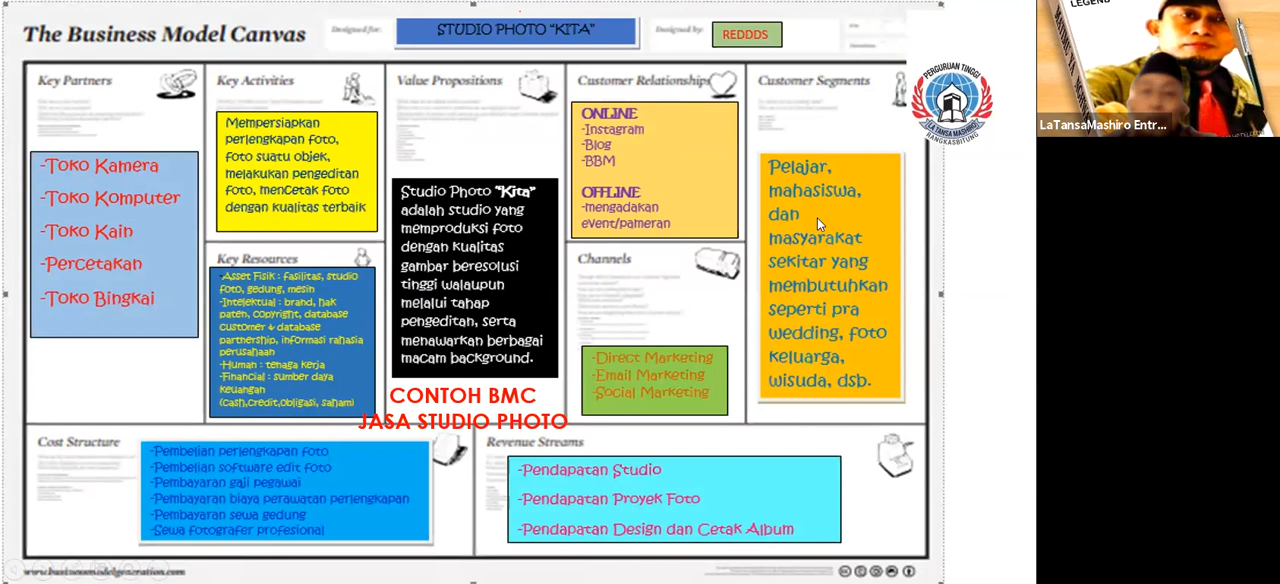 The Business Model Canvas
Designed for:
STUDIO PHOTO "KITA"
Designed by:
REDDDS
Key Partners
-Toko Kamera
-Toko Komputer
-Toko Kain
-Percetakan
-Toko Bingkai
Key Activities
Mempersiapkan
perlengkapan foto,
foto suatu objek,
melakukan pengeditan
foto, mencetak foto
dengan kualitas terbaik
Key Resources
-Asset Fisik : fasilitas, studio
foto, gedung, mesin
-Intelektual : brand, hak
paten, copyright, database
customer & database
partnership, informasi rahasia
perusahaan
-Human : tenaga kerja
-Financial : sumber daya
keuangan
(cash,credit,obligasi, saham)
Value Propositions
Studio Photo "Kita"
adalah studio yang
memproduksi foto
dengan kualitas
gambar beresolusi
tinggi walaupun
melalui tahap
pengeditan, serta
menawarkan berbagai
macam background.
Customer Relationships
ONLINE
-Instagram
-Blog
-BBM
OFFLINE
-mengadakan
event/pameran
Channels
-Direct Marketing
-Email Marketing
-Social Marketing
Customer Segments
Pelajar,
mahasiswa,
dan
masyarakat
sekitar yang
membutuhkan
seperti pra
wedding, foto
keluarga,
wisuda, dsb.
CONTOH BMC
JASA STUDIO PHOTO
Cost Structure
-Pembelian perlengkapan foto
-Pembelian software edit foto
-Pembayaran gaji pegawai
-Pembayaran biaya perawatan perlengkapan
-Pembayaran sewa gedung
-Sewa fotografer profesional
Revenue Streams
-Pendapatan Studio
-Pendapatan Proyek Foto
-Pendapatan Design dan Cetak Album
www.businessmodelgeneration.com
PERGURUAN TINGGI
LA TANSA MASHIRO
RANGKASBITUNG
LEGEND
LaTansaMashiro Entr...